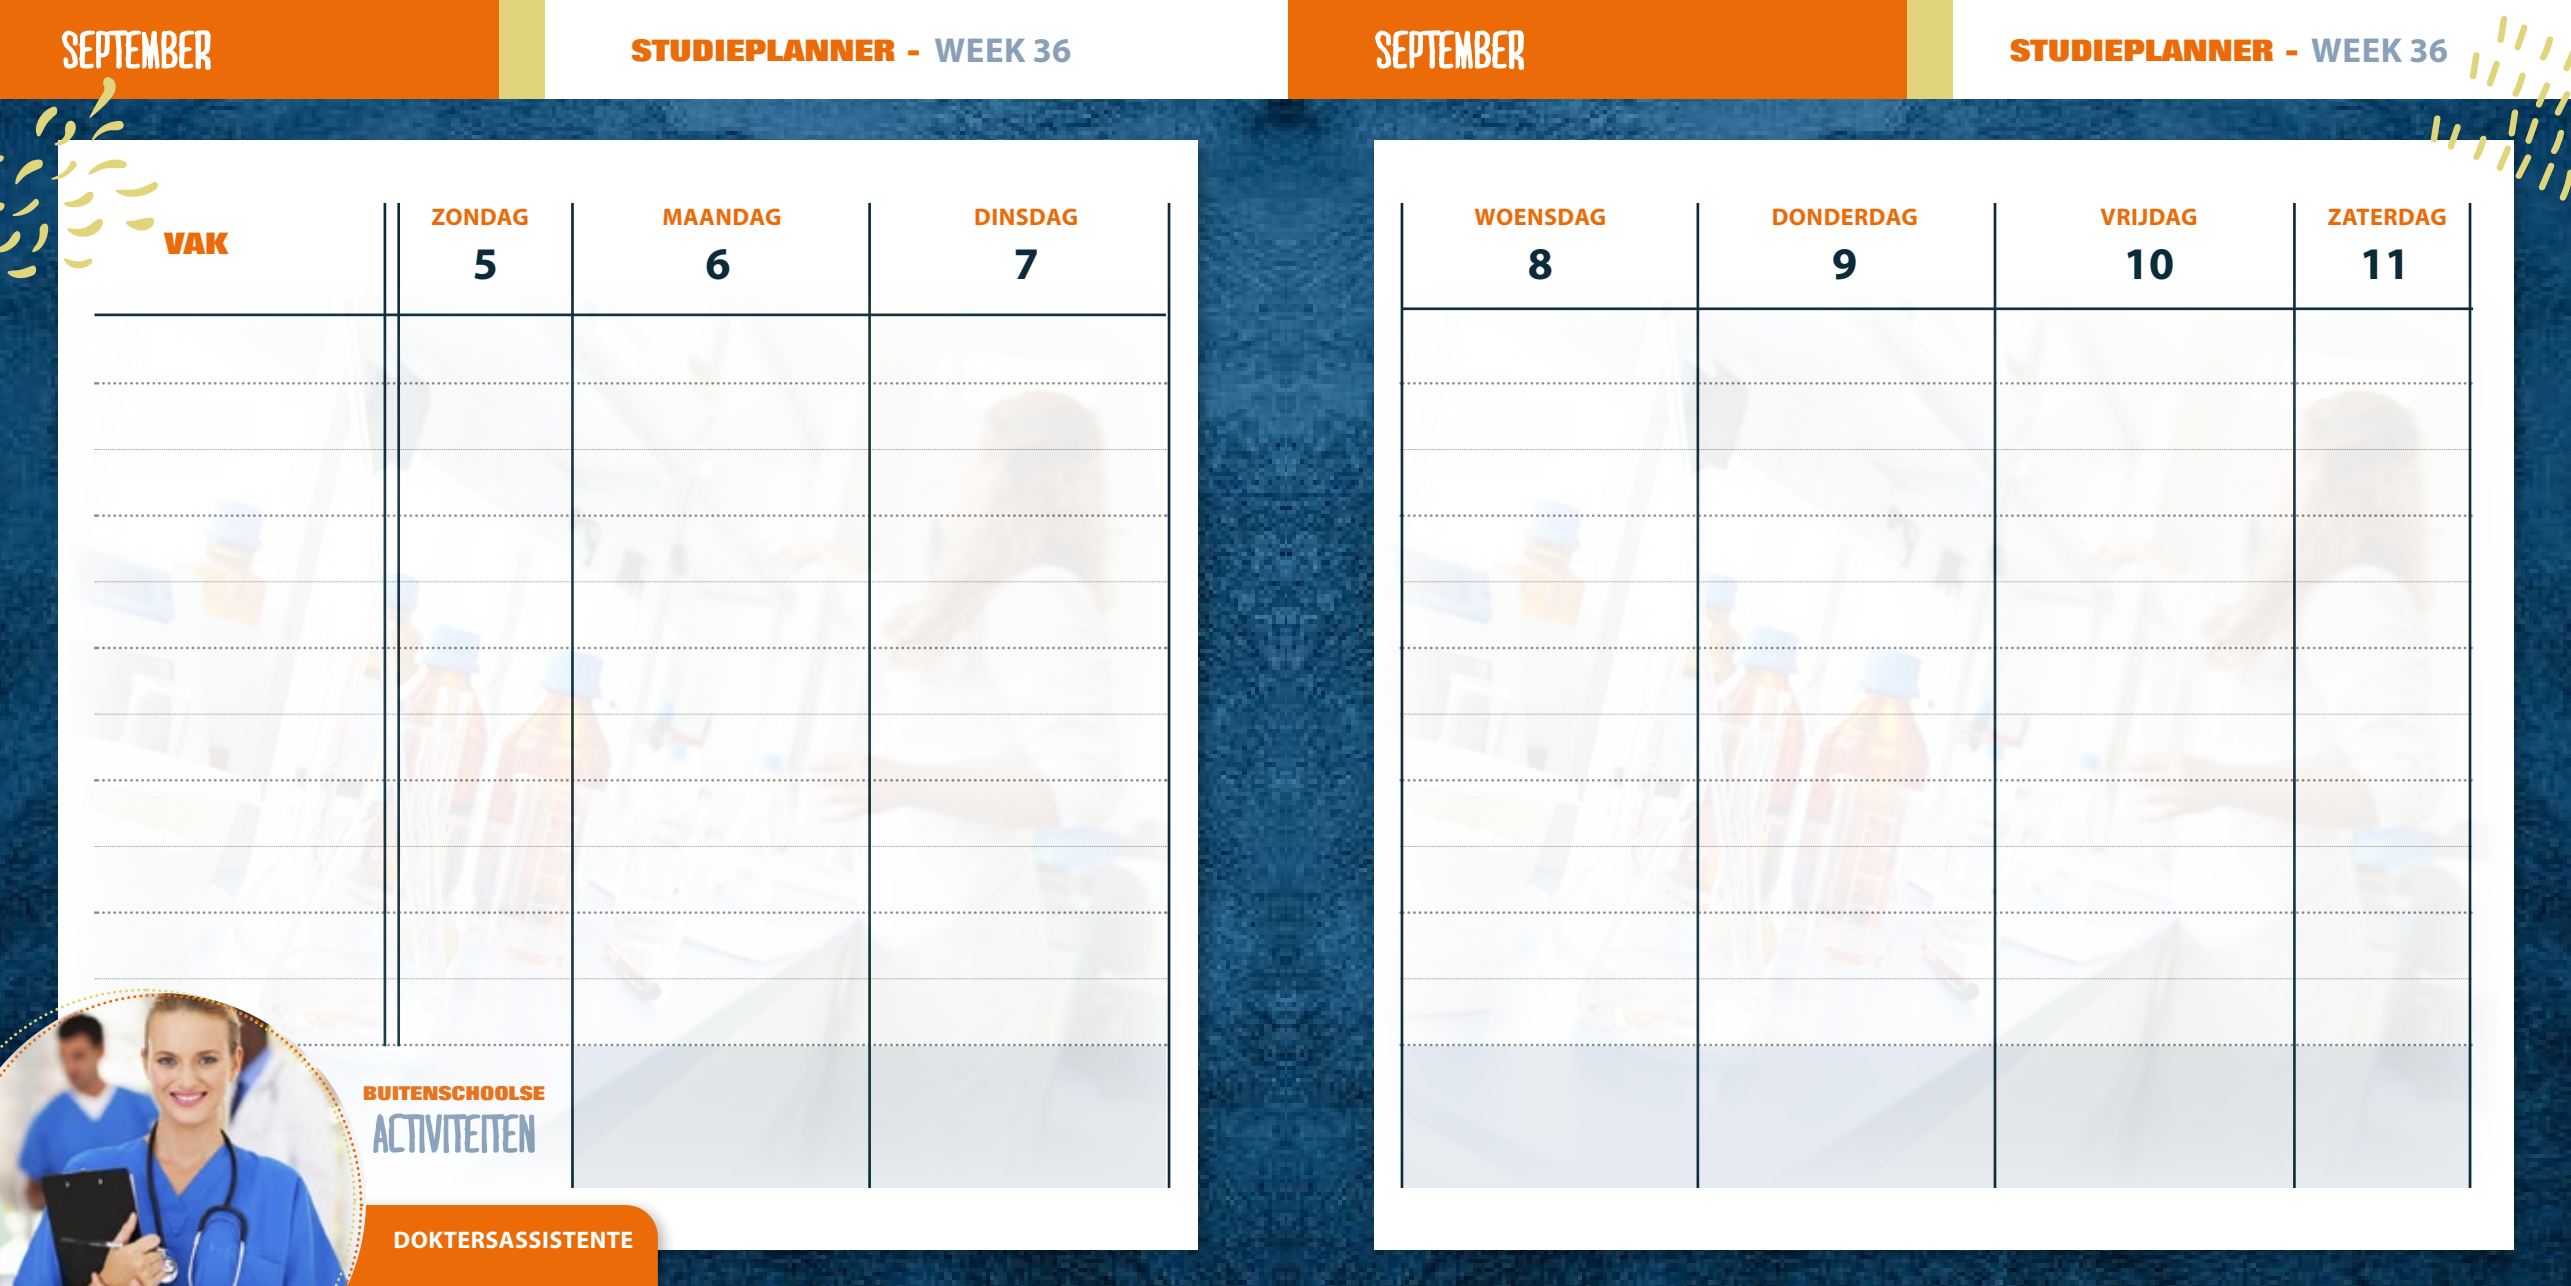 SEPTEMBER
STUDIEPLANNER - WEEK 36
VAK
ZONDAG
5
MAANDAG
6
DINSDAG
7
BUITENSCHOOLSE
ACTIVITEITEN
DOKTERSASSISTENTE
SEPTEMBER
STUDIEPLANNER - WEEK 36
WOENSDAG
8
DONDERDAG
9
VRIJDAG
10
ZATERDAG
11